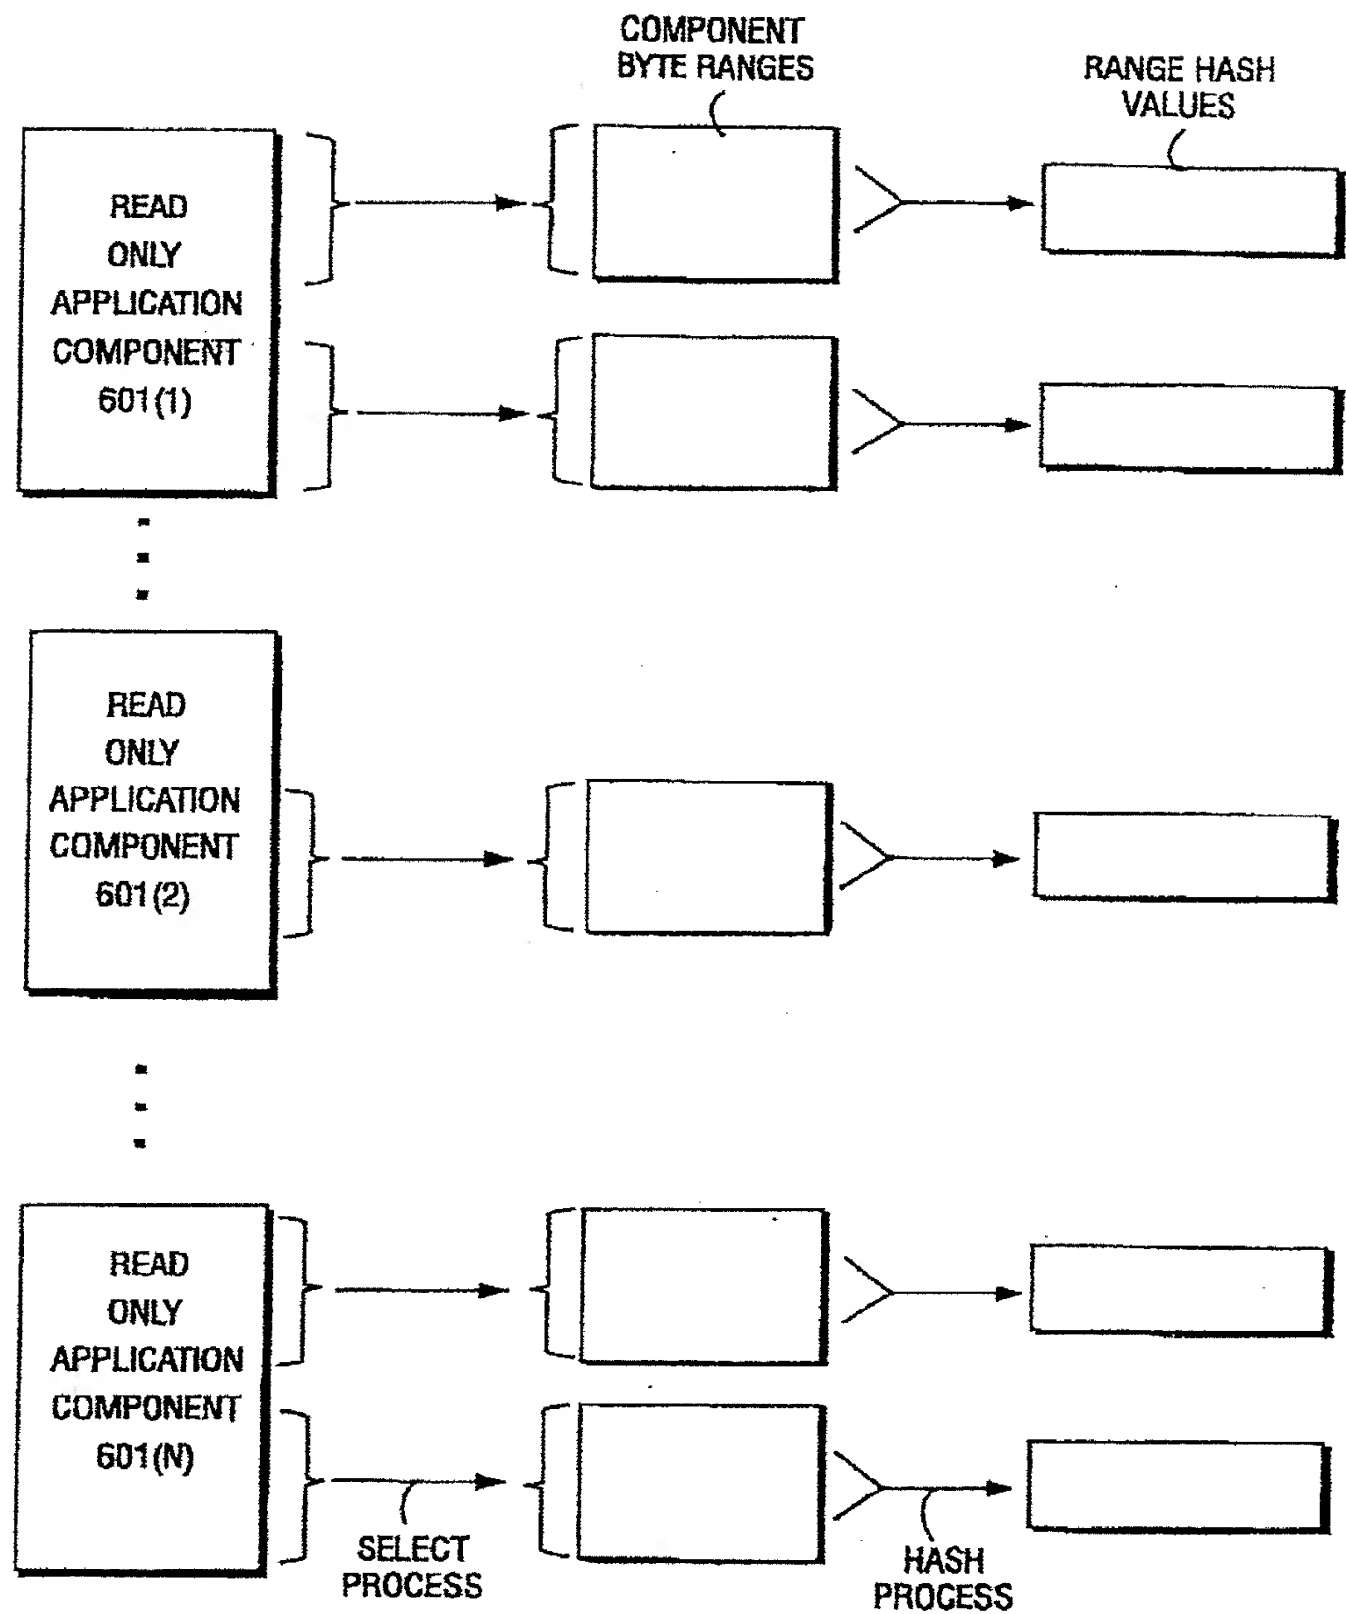 COMPONENT
BYTE RANGES
RANGE HASH
VALUES
READ
ONLY
APPLICATION
COMPONENT
601(1)
READ
ONLY
APPLICATION
COMPONENT
601(2)
READ
ONLY
APPLICATION
COMPONENT
601(N)
SELECT
PROCESS
HASH
PROCESS